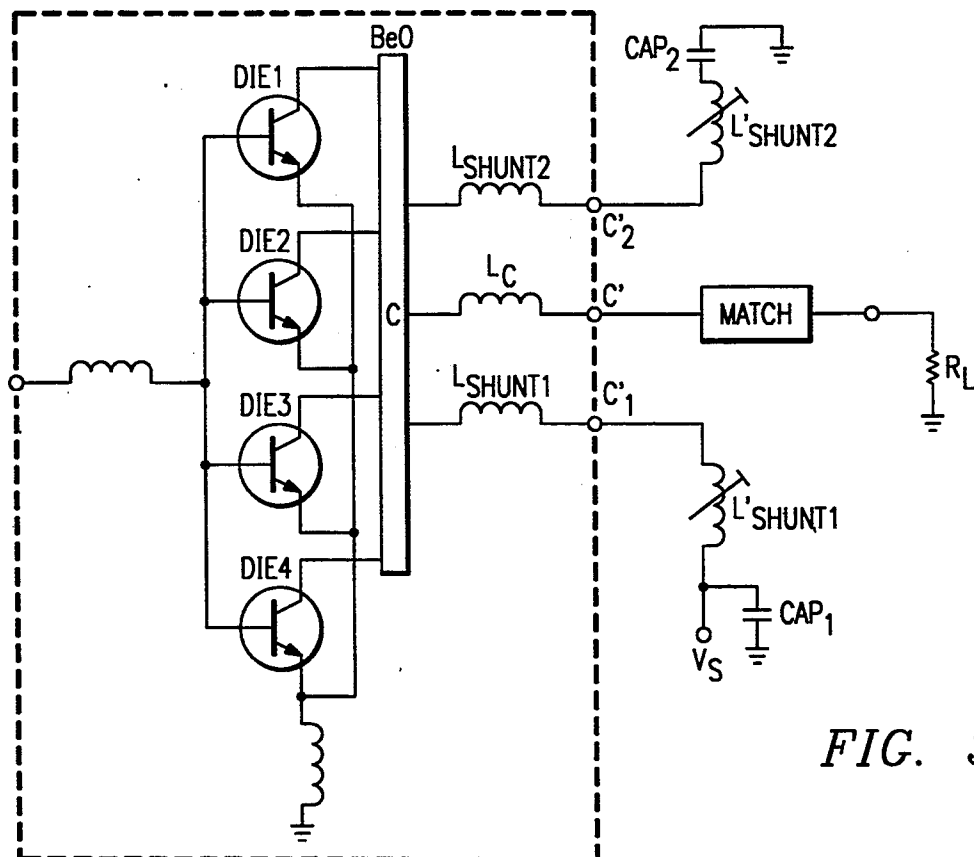 BeO
CAP2
DIE1
L'SHUNT2
LSHUNT2
C'2
DIE2
LC
C'
C
MATCH
RL
LSHUNT1
C'1
DIE3
L'SHUNT1
DIE4
CAP1
VS
FIG.